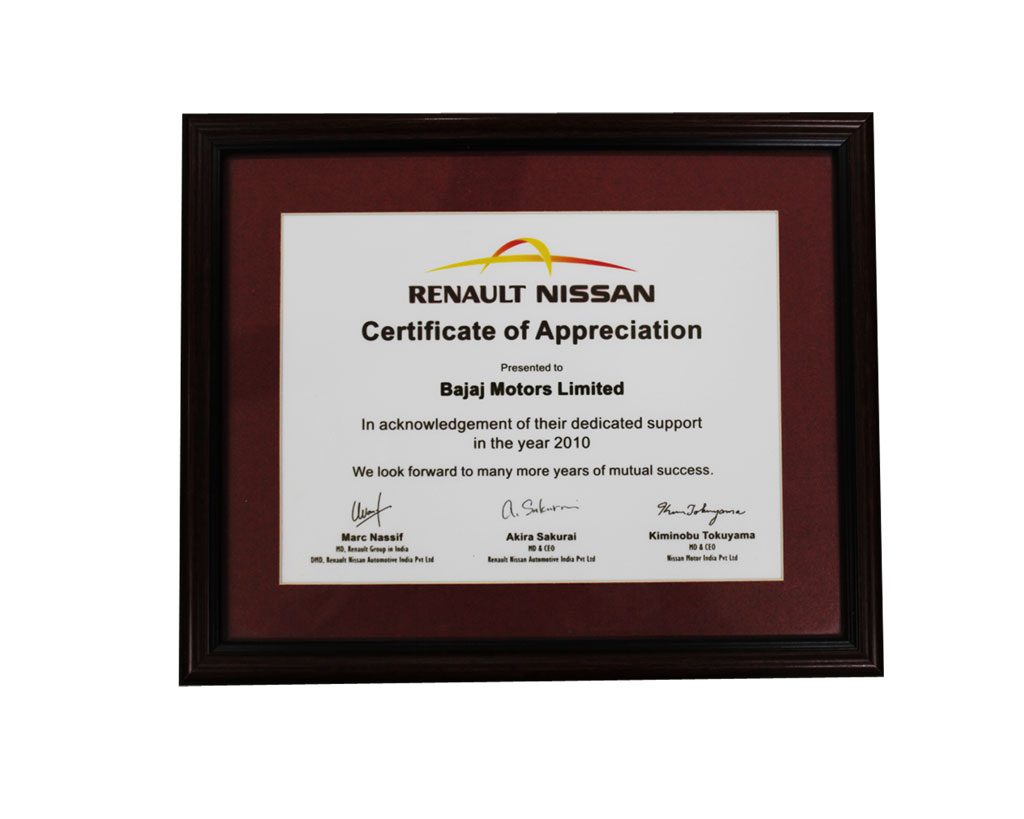 RENAULT NISSAN
Certificate of Appreciation
Presented to
Bajaj Motors Limited
In acknowledgement of their dedicated support
in the year 2010
We look forward to many more years of mutual success.
A. Sakurai
Marc Nassif
MD, Renault Group in India
DMD, Renault Nissan Automotive India Pvt Ltd
Akira Sakurai
MD & CEO
Renault Nissan Automotive India Pvt Ltd
Kiminobu Tokuyama
MD & CEO
Nissan Motor India Pvt Ltd